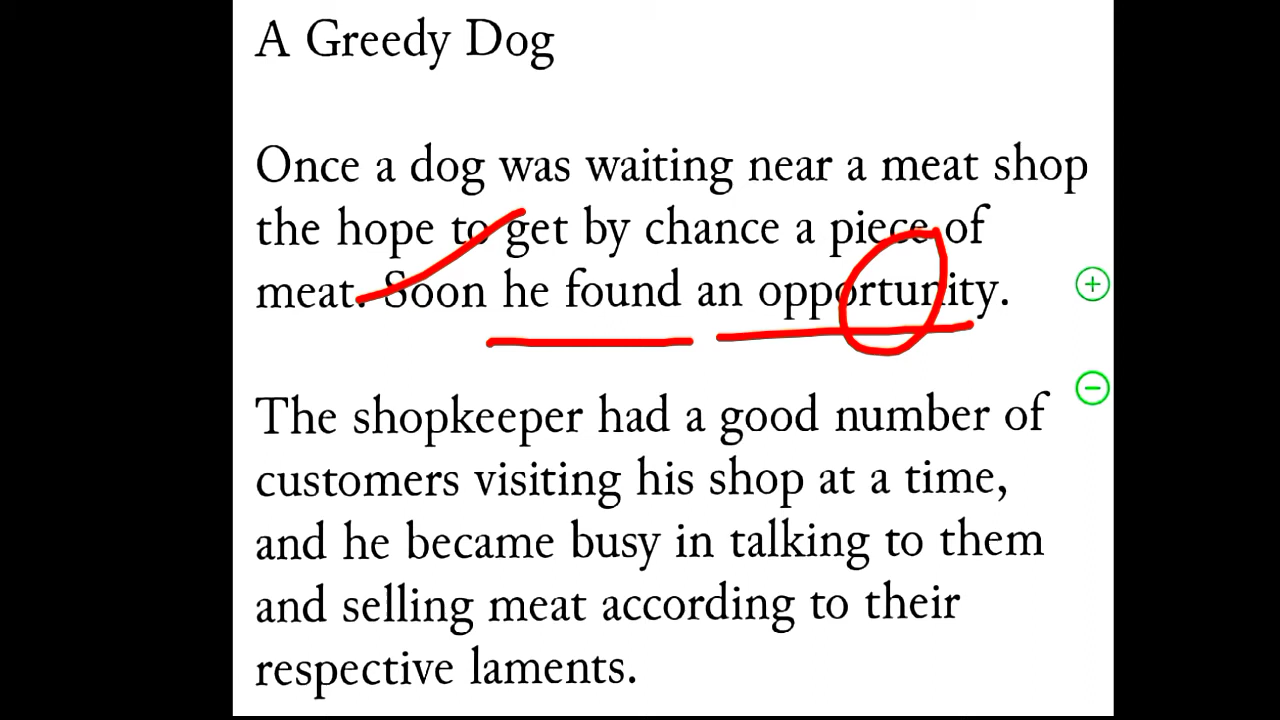 A Greedy Dog
Once a dog was waiting near a meat shop
the hope to get by chance a piece of
meat. Soon he found an opportunity.
The shopkeeper had a good number of
customers visiting his shop at a time,
and he became busy in talking to them
and selling meat according to their
respective laments.